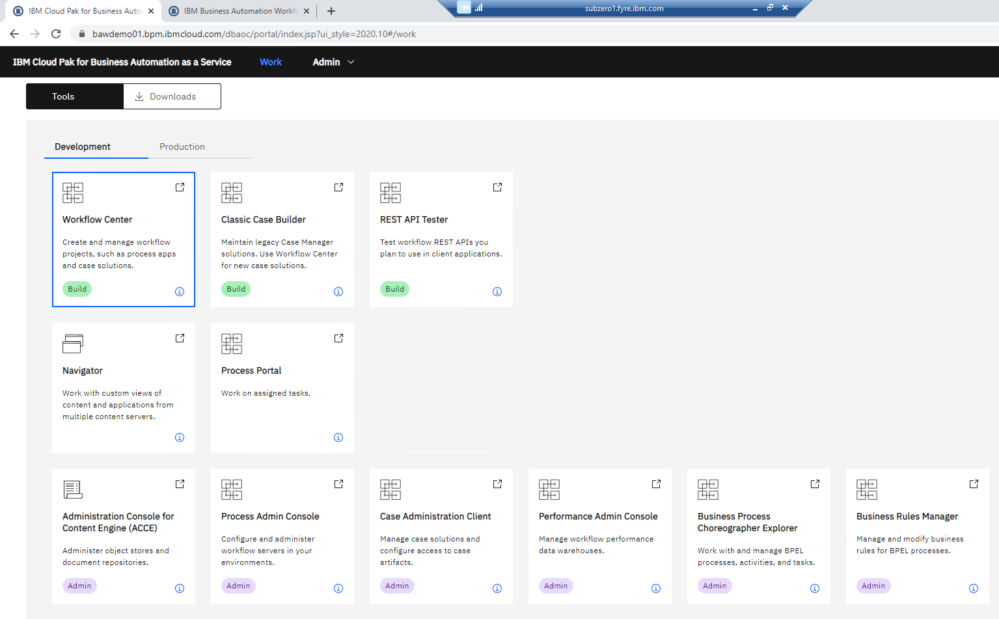 IBM Cloud Pak for Business Auto
IBM Business Automation Workfl
subzero1.fyre.ibm.com
bawdemo01.bpm.ibmcloud.com/dbaoc/portal/index.jsp?ui_style=2020.10#/work
IBM Cloud Pak for Business Automation as a Service
Work
Admin
Tools
Downloads
Development
Production
Workflow Center
Create and manage workflow
projects, such as process apps
and case solutions.
Build
Classic Case Builder
Maintain legacy Case Manager
solutions. Use Workflow Center
for new case solutions.
Build
REST API Tester
Test workflow REST APIs you
plan to use in client applications.
Build
Navigator
Work with custom views of
content and applications from
multiple content servers.
Process Portal
Work on assigned tasks.
Administration Console for
Content Engine (ACCE)
Administer object stores and
document repositories.
Admin
Process Admin Console
Configure and administer
workflow servers in your
environments.
Admin
Case Administration Client
Manage case solutions and
configure access to case
artifacts.
Admin
Performance Admin Console
Manage workflow performance
data warehouses.
Admin
Business Process
Choreographer Explorer
Work with and manage BPEL
processes, activities, and tasks.
Admin
Business Rules Manager
Manage and modify business
rules for BPEL processes.
Admin